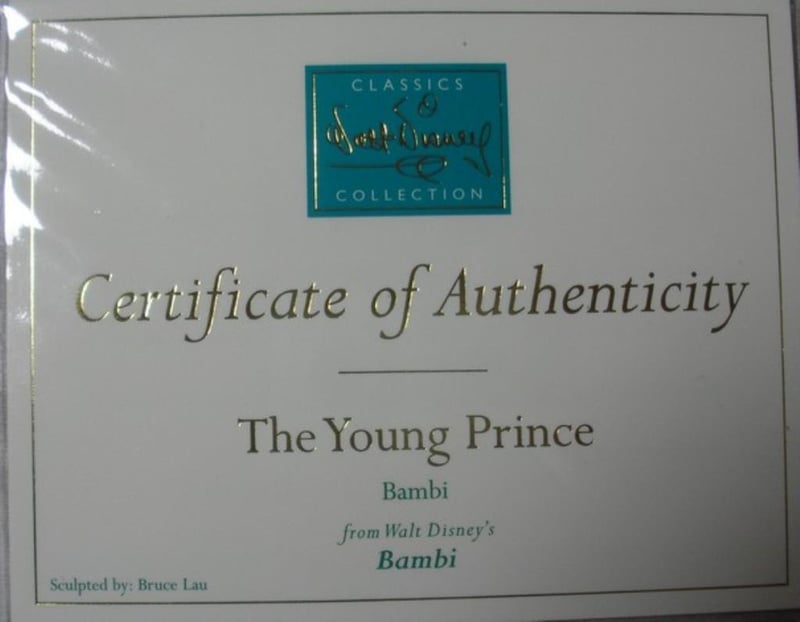 CLASSICS
Walt Disney
COLLECTION
Certificate of Authenticity
The Young Prince
Bambi
from Walt Disney's
Bambi
Sculpted by: Bruce Lau